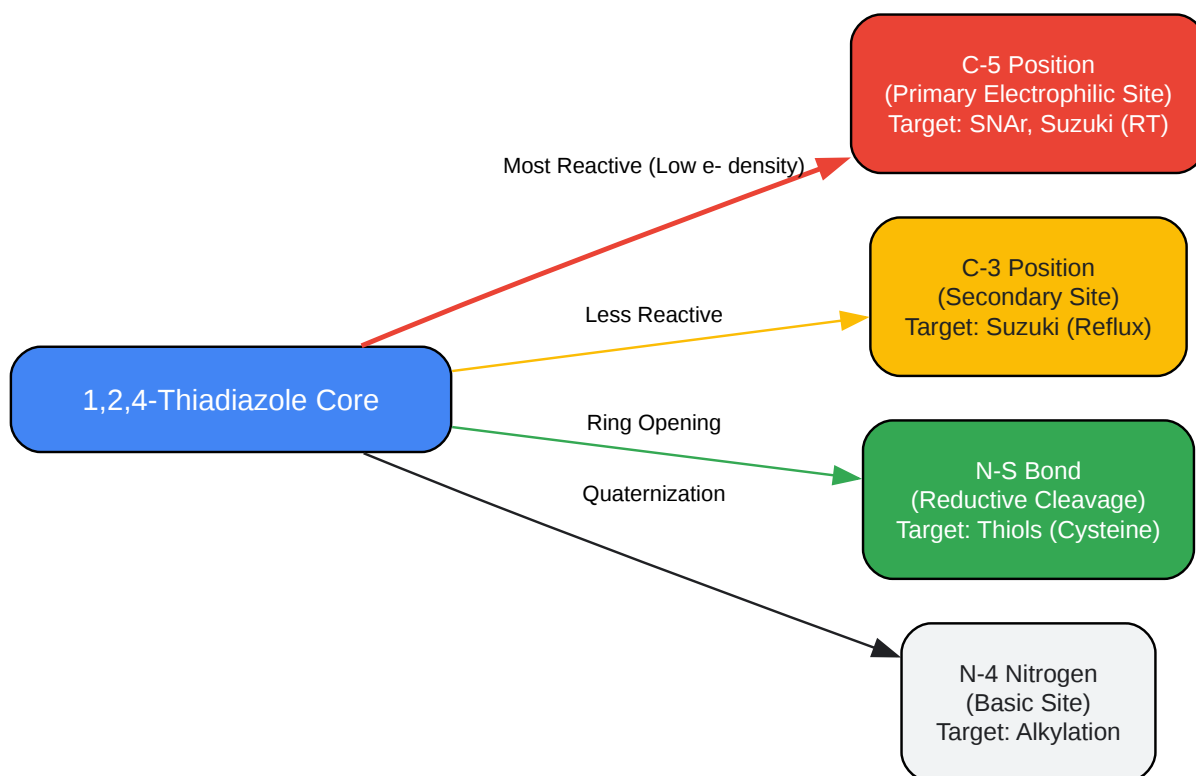 C-5 Position
(Primary Electrophilic Site)
Target: SNAr, Suzuki (RT)
Most Reactive (Low e- density)
C-3 Position
(Secondary Site)
Target: Suzuki (Reflux)
Less Reactive
1,2,4-Thiadiazole Core
Ring Opening
N-S Bond
(Reductive Cleavage)
Target: Thiols (Cysteine)
Quaternization
N-4 Nitrogen
(Basic Site)
Target: Alkylation